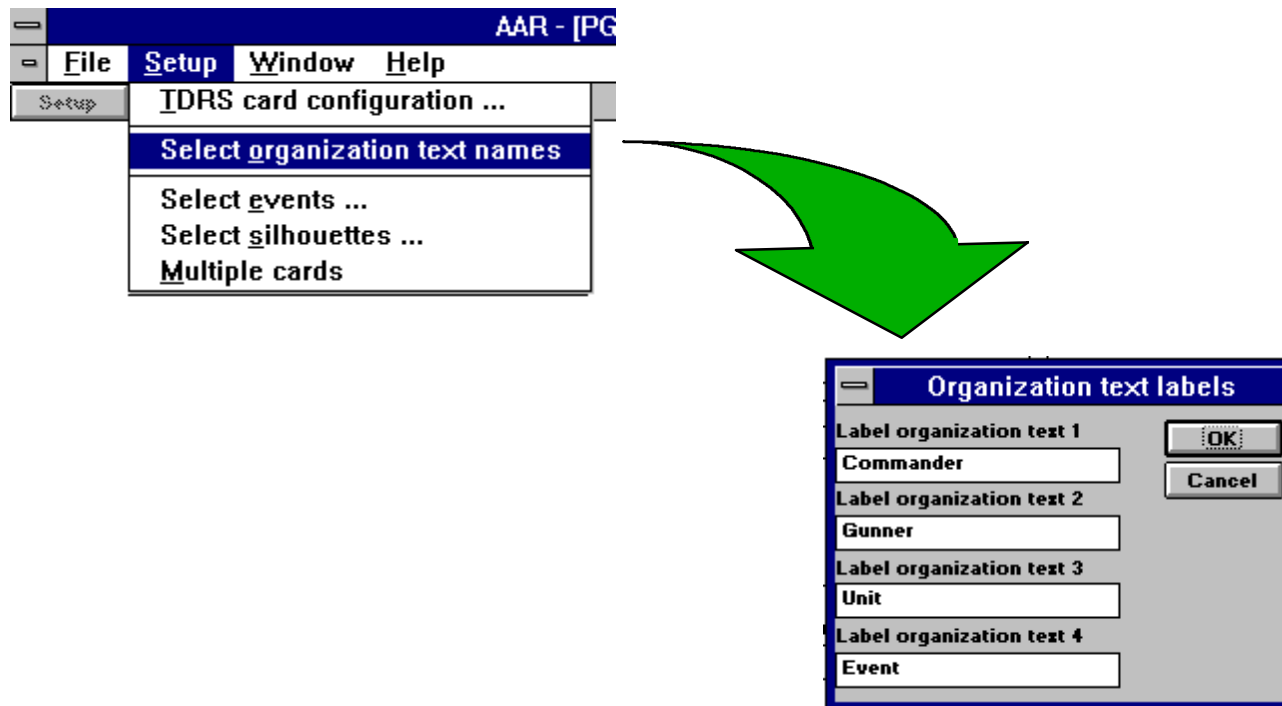 AAR - [PG
File Setup Window Help
Setup
TDRS card configuration ...
Select organization text names
Select events ...
Select silhouettes ...
Multiple cards
Organization text labels
Label organization text 1
OK
Commander
Cancel
Label organization text 2
Gunner
Label organization text 3
Unit
Label organization text 4
Event